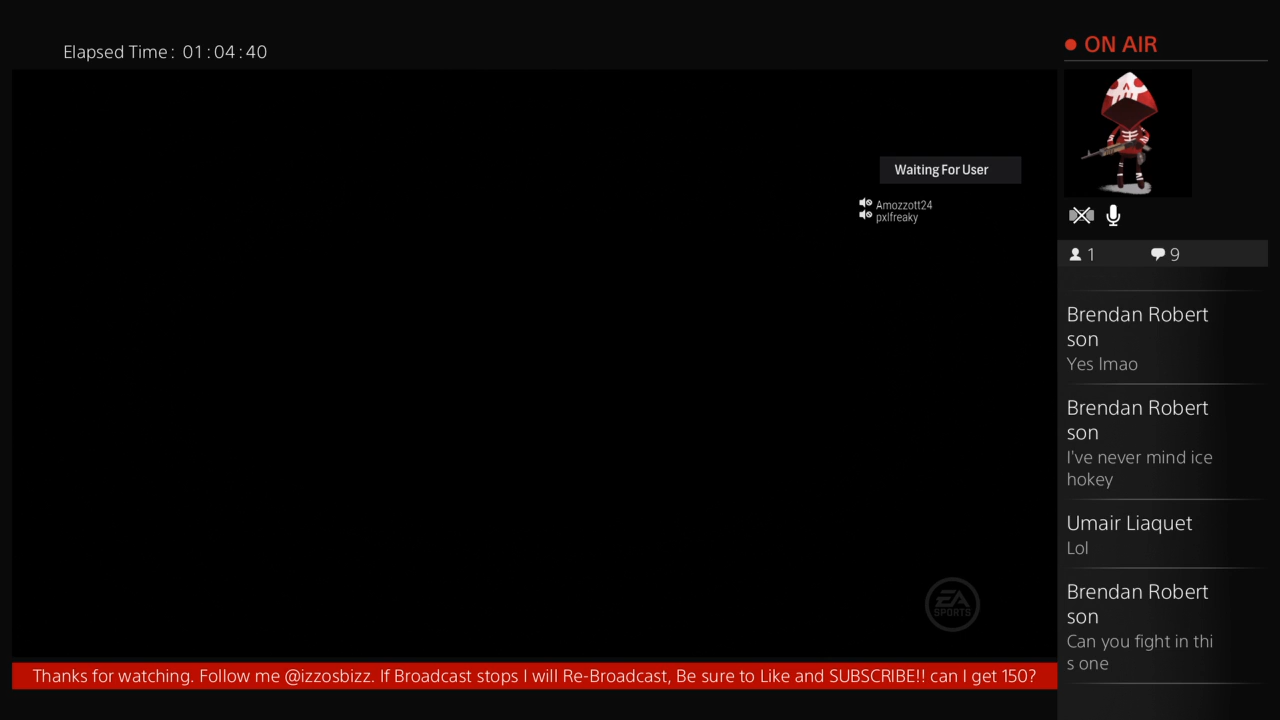 Elapsed Time: 01:04:40
ON AIR
Waiting For User
Amozzott24
pxlfreaky
1
9
Brendan Robert
son
Yes lmao
Brendan Robert
son
I've never mind ice
hokey
Umair Liaquet
Lol
Brendan Robert
son
Can you fight in thi
s one
EA
SPORTS
Thanks for watching. Follow me @izzosbizz. If Broadcast stops I will Re-Broadcast, Be sure to Like and SUBSCRIBE!! can I get 150?